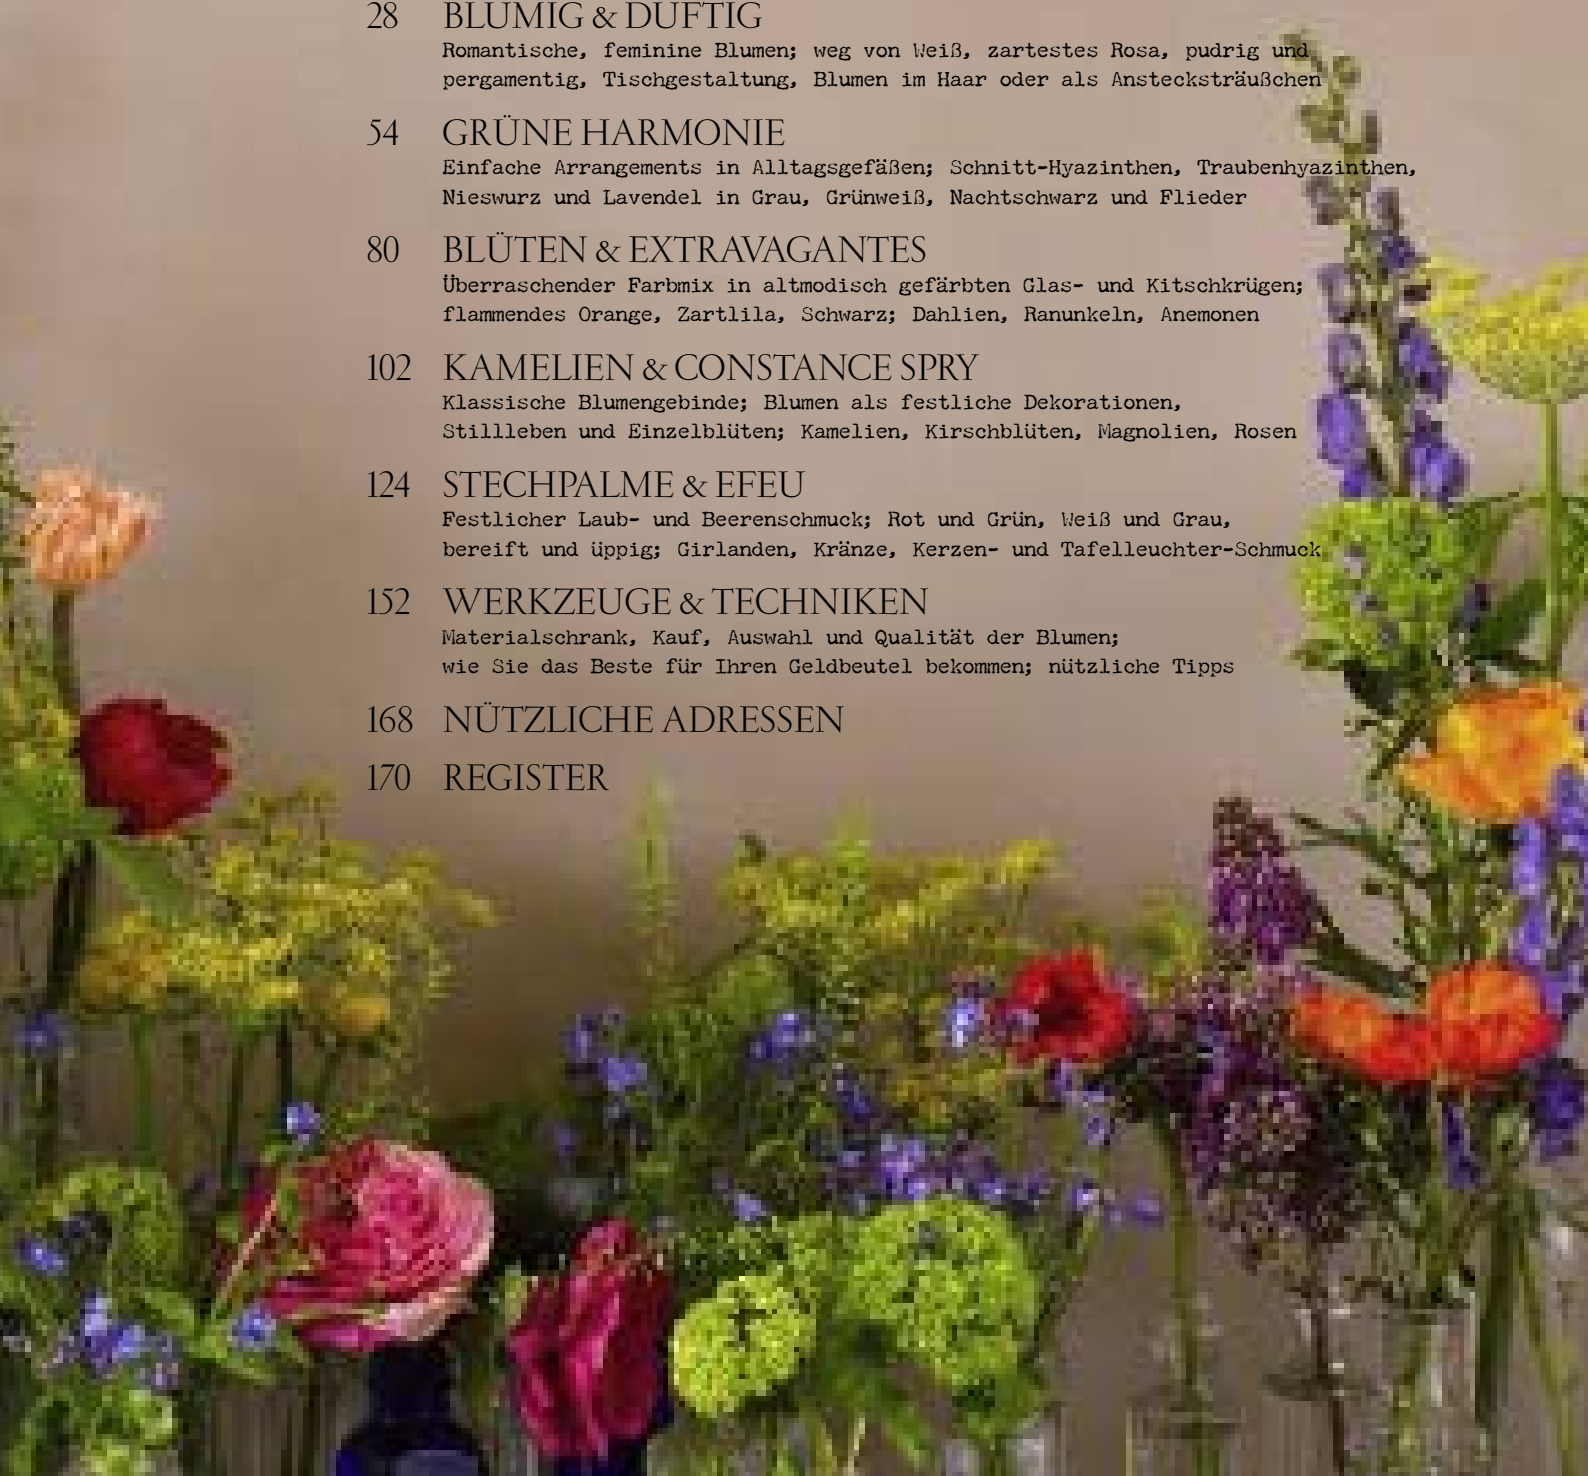 28 BLUMIG & DUFTIG
Romantische, feminine Blumen; weg von Weiß, zartestes Rosa, pudrig und
pergamentig, Tischgestaltung, Blumen im Haar oder als Anstecksträußchen
54 GRÜNE HARMONIE
Einfache Arrangements in Alltagsgefäßen; Schnitt-Hyazinthen, Traubenhyazinthen,
Nieswurz und Lavendel in Grau, Grünweiß, Nachtschwarz und Flieder
80 BLÜTEN & EXTRAVAGANTES
Überraschender Farbmix in altmodisch gefärbten Glas- und Kitschkrügen;
flammendes Orange, Zartlila, Schwarz; Dahlien, Ranunkeln, Anemonen
102 KAMELIEN & CONSTANCE SPRY
Klassische Blumengebinde; Blumen als festliche Dekorationen,
Stillleben und Einzelblüten; Kamelien, Kirschblüten, Magnolien, Rosen
124 STECHPALME & EFEU
Festlicher Laub- und Beerenschmuck; Rot und Grün, Weiß und Grau,
bereift und üppig; Girlanden, Kränze, Kerzen- und Tafelleuchter-Schmuck
152 WERKZEUGE & TECHNIKEN
Materialschrank, Kauf, Auswahl und Qualität der Blumen;
wie Sie das Beste für Ihren Geldbeutel bekommen; nützliche Tipps
168 NÜTZLICHE ADRESSEN
170 REGISTER